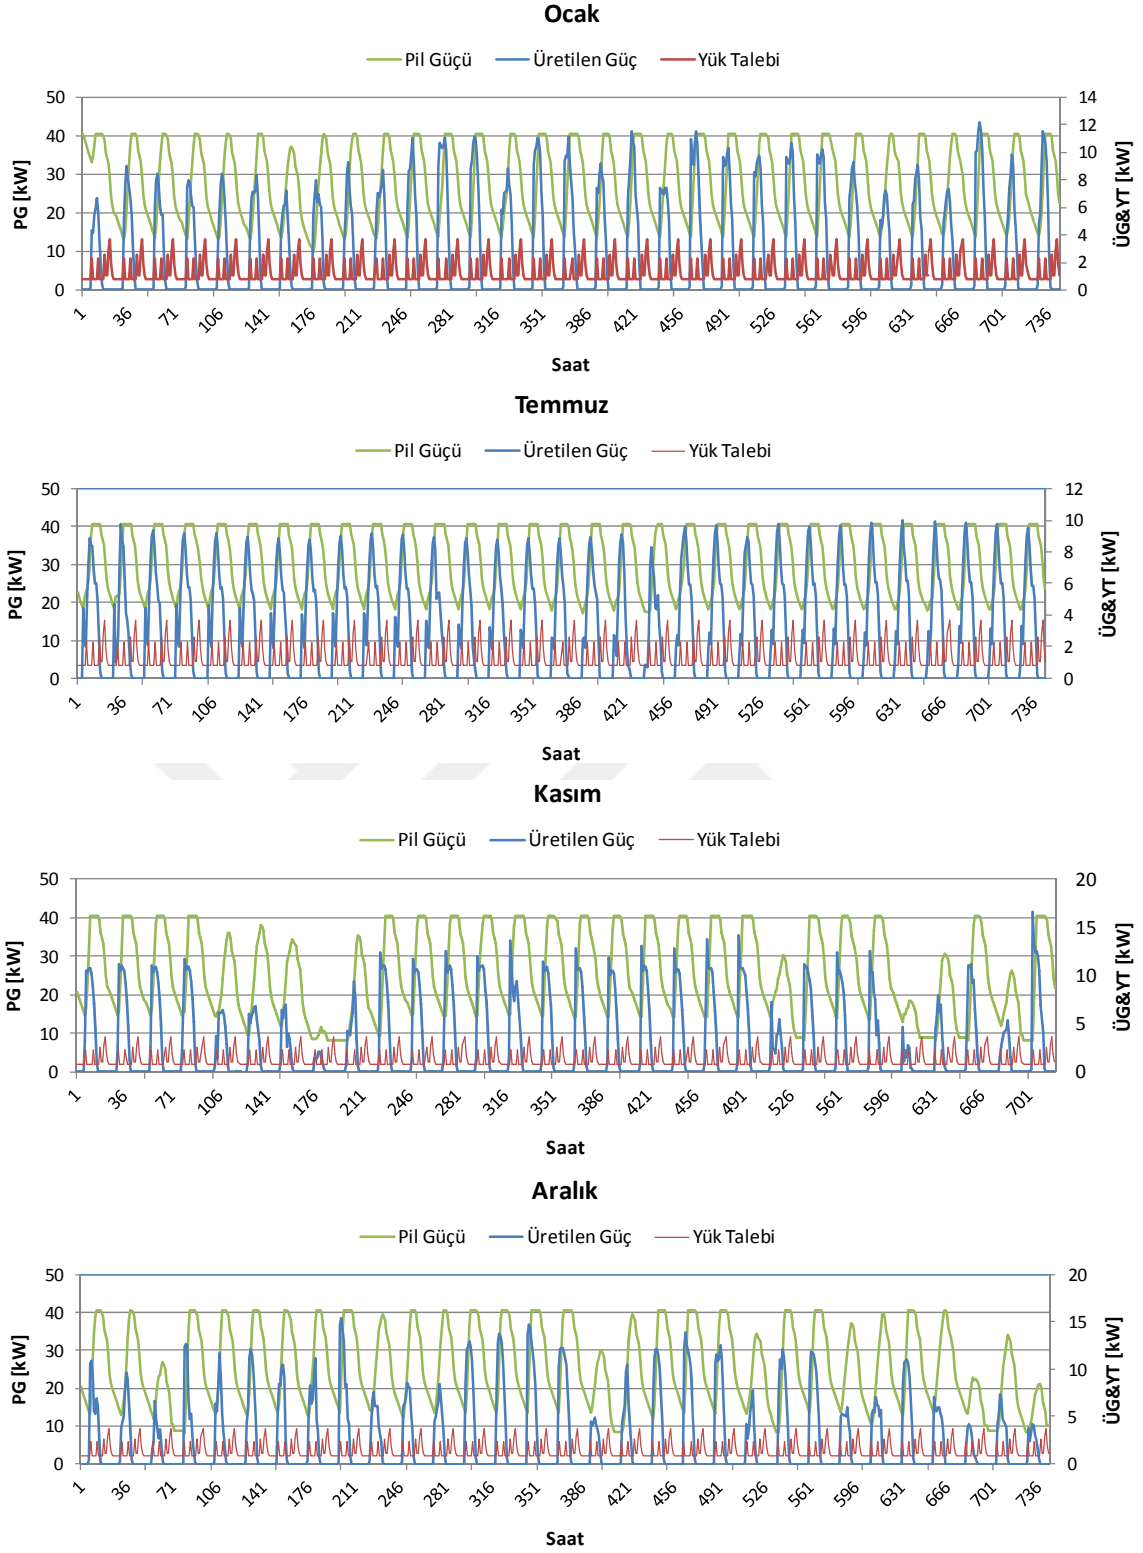 Ocak
Pil Güçü Üretilen Güç Yük Talebi
50 40 30 20 10 0
14 12 10 8 6 4 2 0
PG [kW]
ÜG&YT [kW]
1 36 71 106 141 176 211 246 281 316 351 386 421 456 491 526 561 596 631 666 701 736
Saat
Temmuz
Pil Güçü Üretilen Güç Yük Talebi
50 40 30 20 10 0
12 10 8 6 4 2 0
PG [kW]
ÜG&YT [kW]
1 36 71 106 141 176 211 246 281 316 351 386 421 456 491 526 561 596 631 666 701 736
Saat
Kasım
Pil Güçü Üretilen Güç Yük Talebi
50 40 30 20 10 0
20 15 10 5 0
PG [kW]
ÜG&YT [kW]
1 36 71 106 141 176 211 246 281 316 351 386 421 456 491 526 561 596 631 666 701
Saat
Aralık
Pil Güçü Üretilen Güç Yük Talebi
50 40 30 20 10 0
20 15 10 5 0
PG [kW]
ÜG&YT [kW]
1 36 71 106 141 176 211 246 281 316 351 386 421 456 491 526 561 596 631 666 701 736
Saat